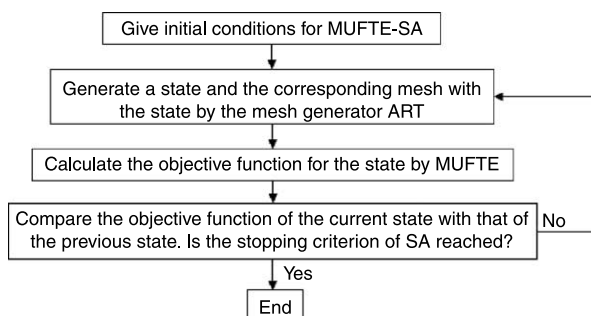 Give initial conditions for MUFTE-SA
Generate a state and the corresponding mesh with
the state by the mesh generator ART
Calculate the objective function for the state by MUFTE
Compare the objective function of the current state with that of
the previous state. Is the stopping criterion of SA reached?
No
Yes
End